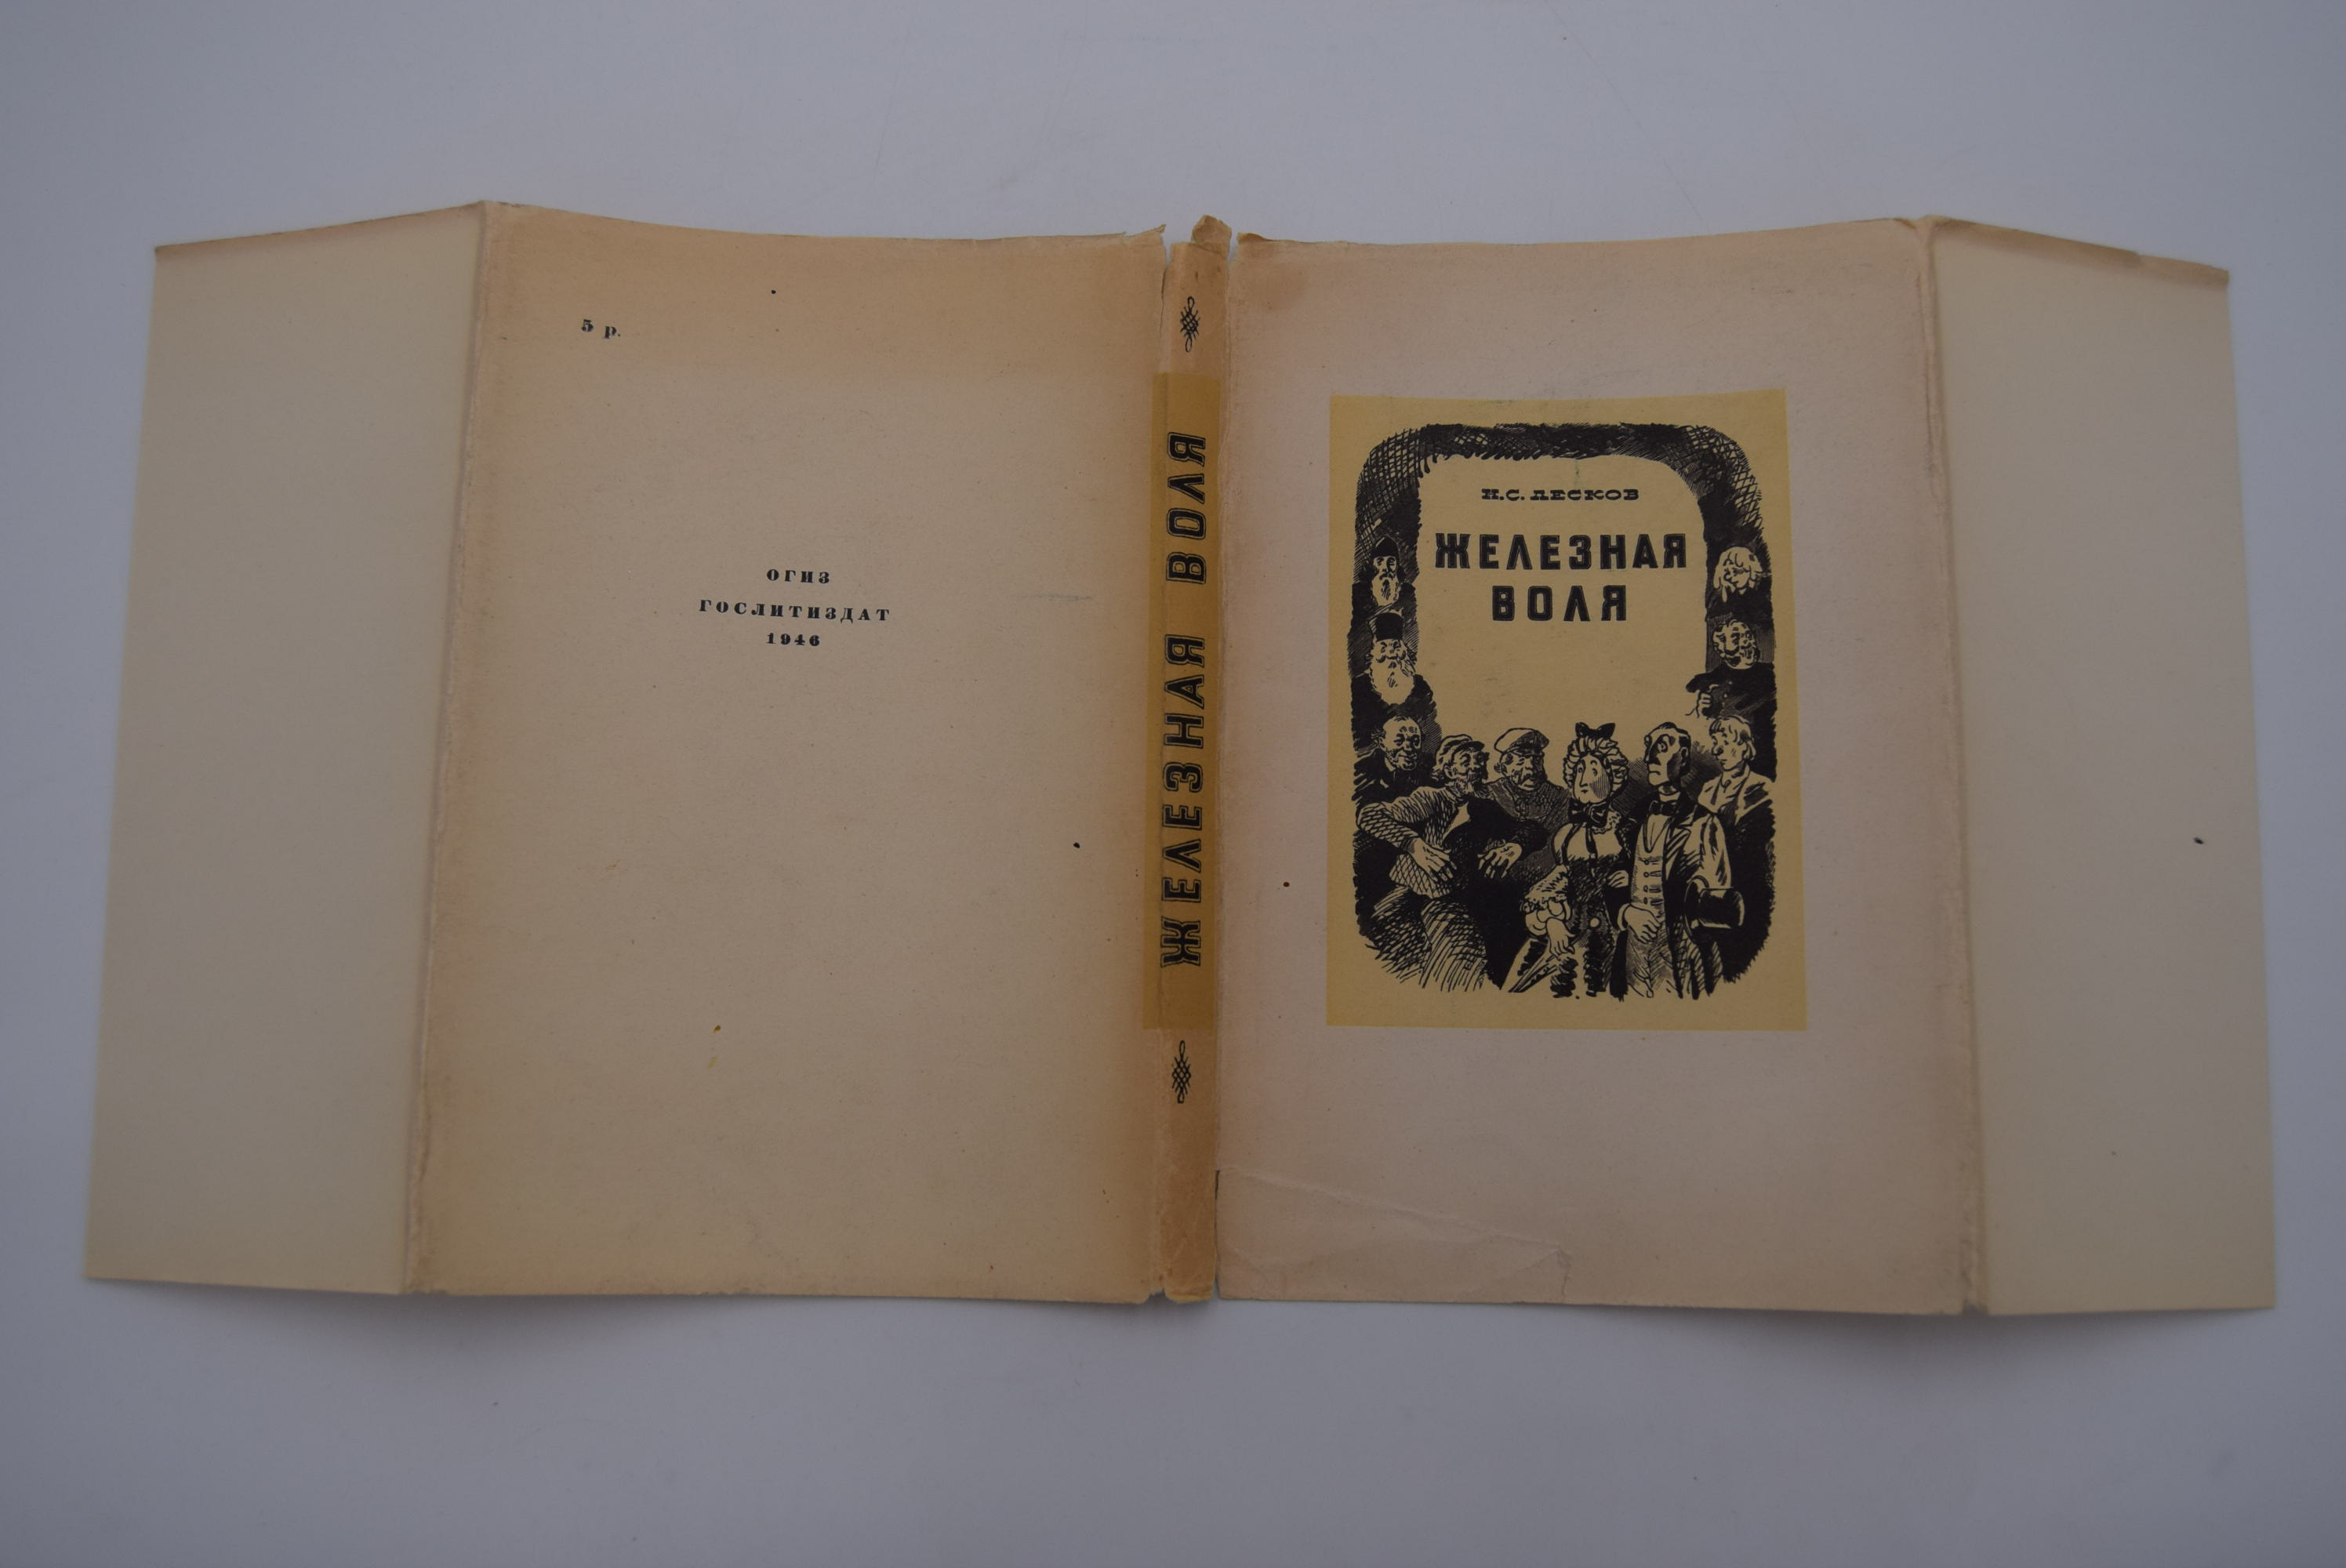 5 р.
ОГИЗ
ГОСЛИТИЗДАТ
1946
ЖЕЛЕЗНАЯ ВОЛЯ
Н.С. ЛЕСКОВ
ЖЕЛЕЗНАЯ
ВОЛЯ